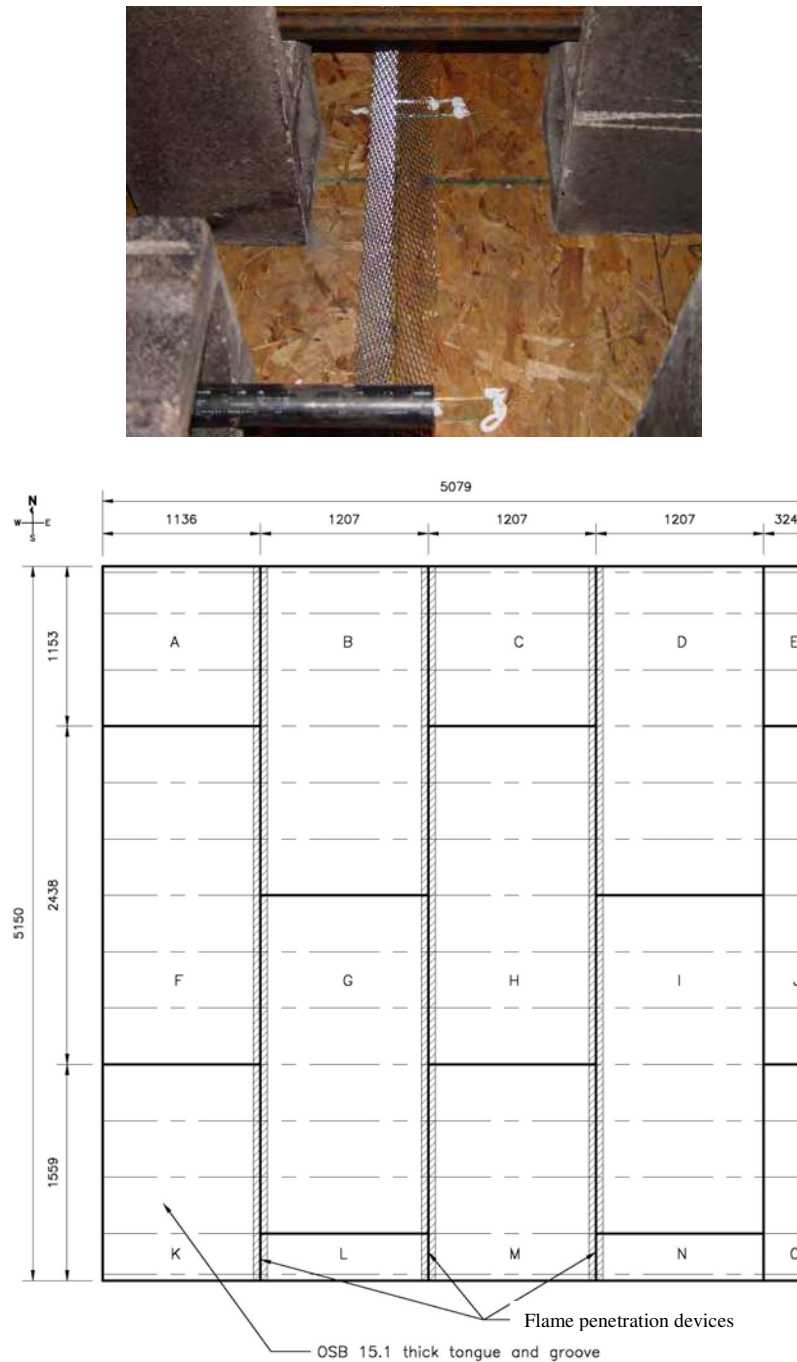 5079
N
W E
S
1136 1207 1207 1207 324
1153
A B C D E
2438
5150
F G H I J
1559
K L M N
Flame penetration devices
OSB 15.1 thick tongue and groove